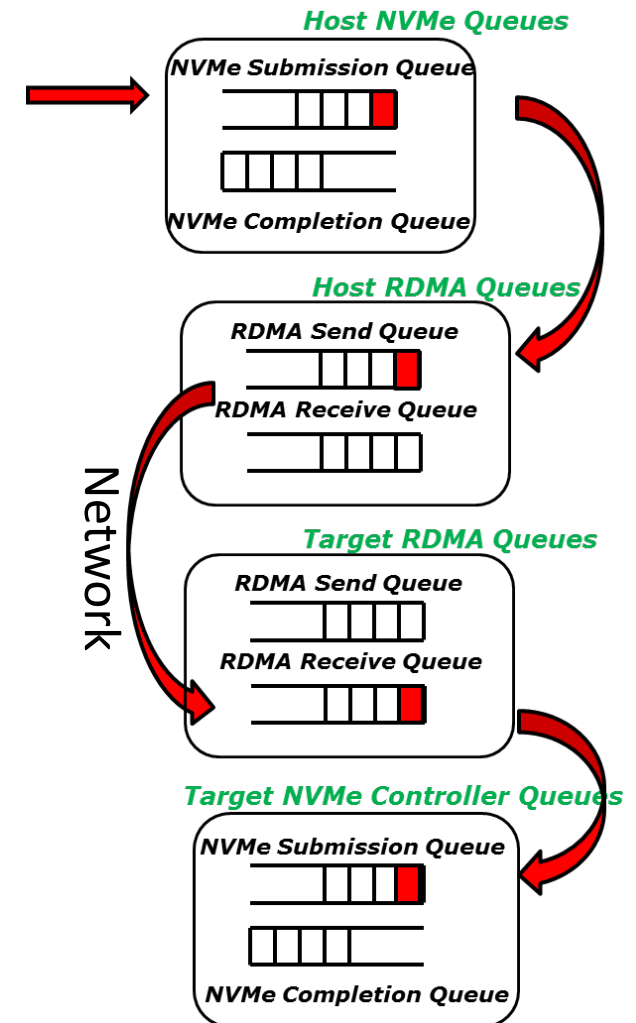 Host NVMe Queues
NVMe Submission Queue
NVMe Completion Queue
Host RDMA Queues
RDMA Send Queue
RDMA Receive Queue
Network
Target RDMA Queues
RDMA Send Queue
RDMA Receive Queue
Target NVMe Controller Queues
NVMe Submission Queue
NVMe Completion Queue